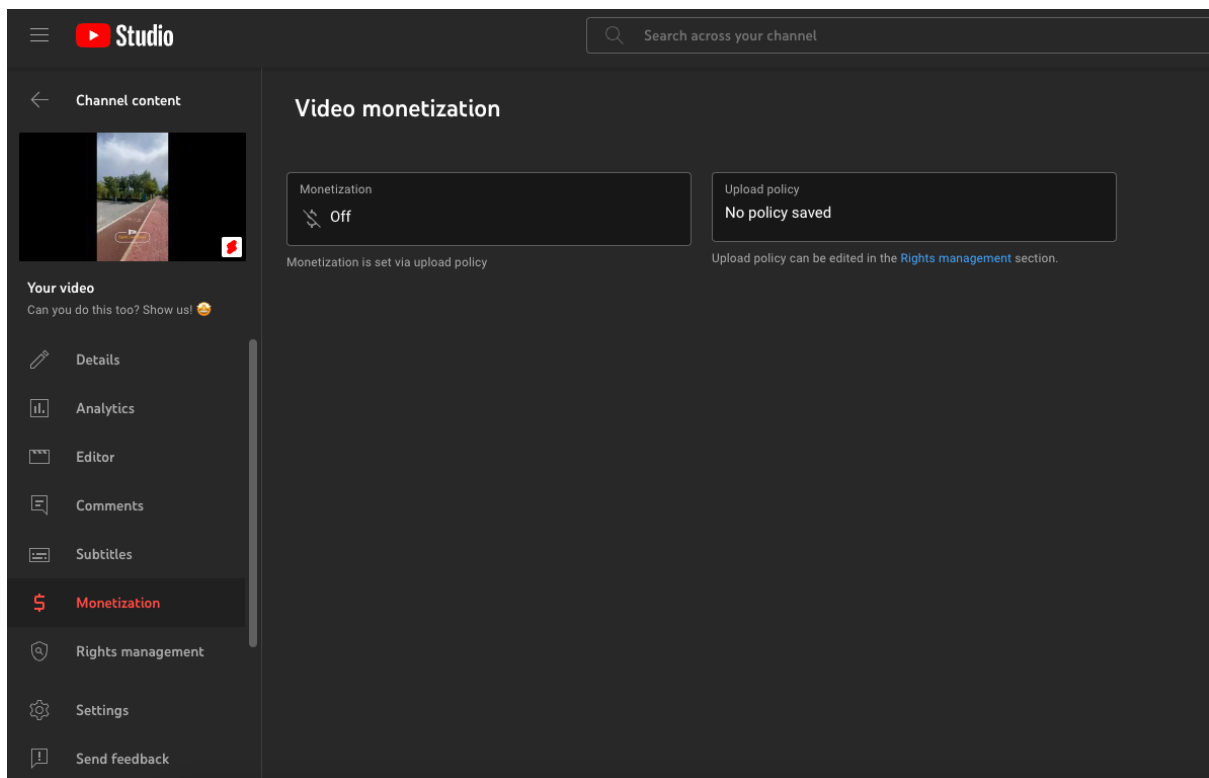 Studio
Search across your channel
Channel content
Your video
Can you do this too? Show us! 🤩
Details
Analytics
Editor
Comments
Subtitles
Monetization
Rights management
Settings
Send feedback
Video monetization
Monetization
Off
Monetization is set via upload policy
Upload policy
No policy saved
Upload policy can be edited in the Rights management section.